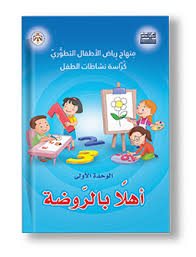 منهاج رياض الأطفال التطوُّريّ
كرّاسة نشاطات الطفل
الوحدة الأولى
أهلًا بالرّوضة